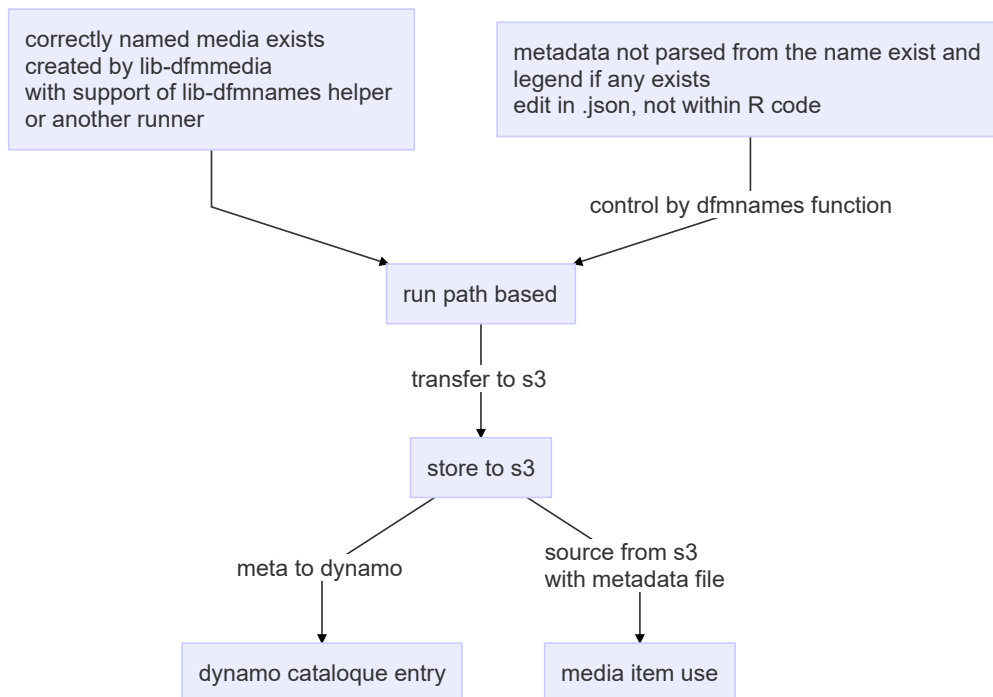 correctly named media exists
created by lib-dfmmedia
with support of lib-dfmnames helper
or another runner
metadata not parsed from the name exist and
legend if any exists
edit in .json, not within R code
control by dfmnames function
run path based
transfer to s3
store to s3
meta to dynamo
source from s3
with metadata file
dynamo cataloque entry
media item use